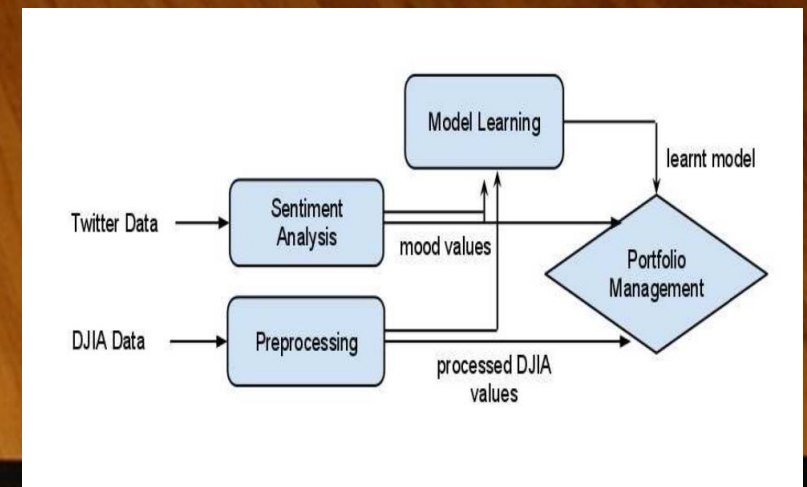 Model Learning
learnt model
Twitter Data
Sentiment
Analysis
mood values
Portfolio
Management
DJIA Data
Preprocessing
processed DJIA
values